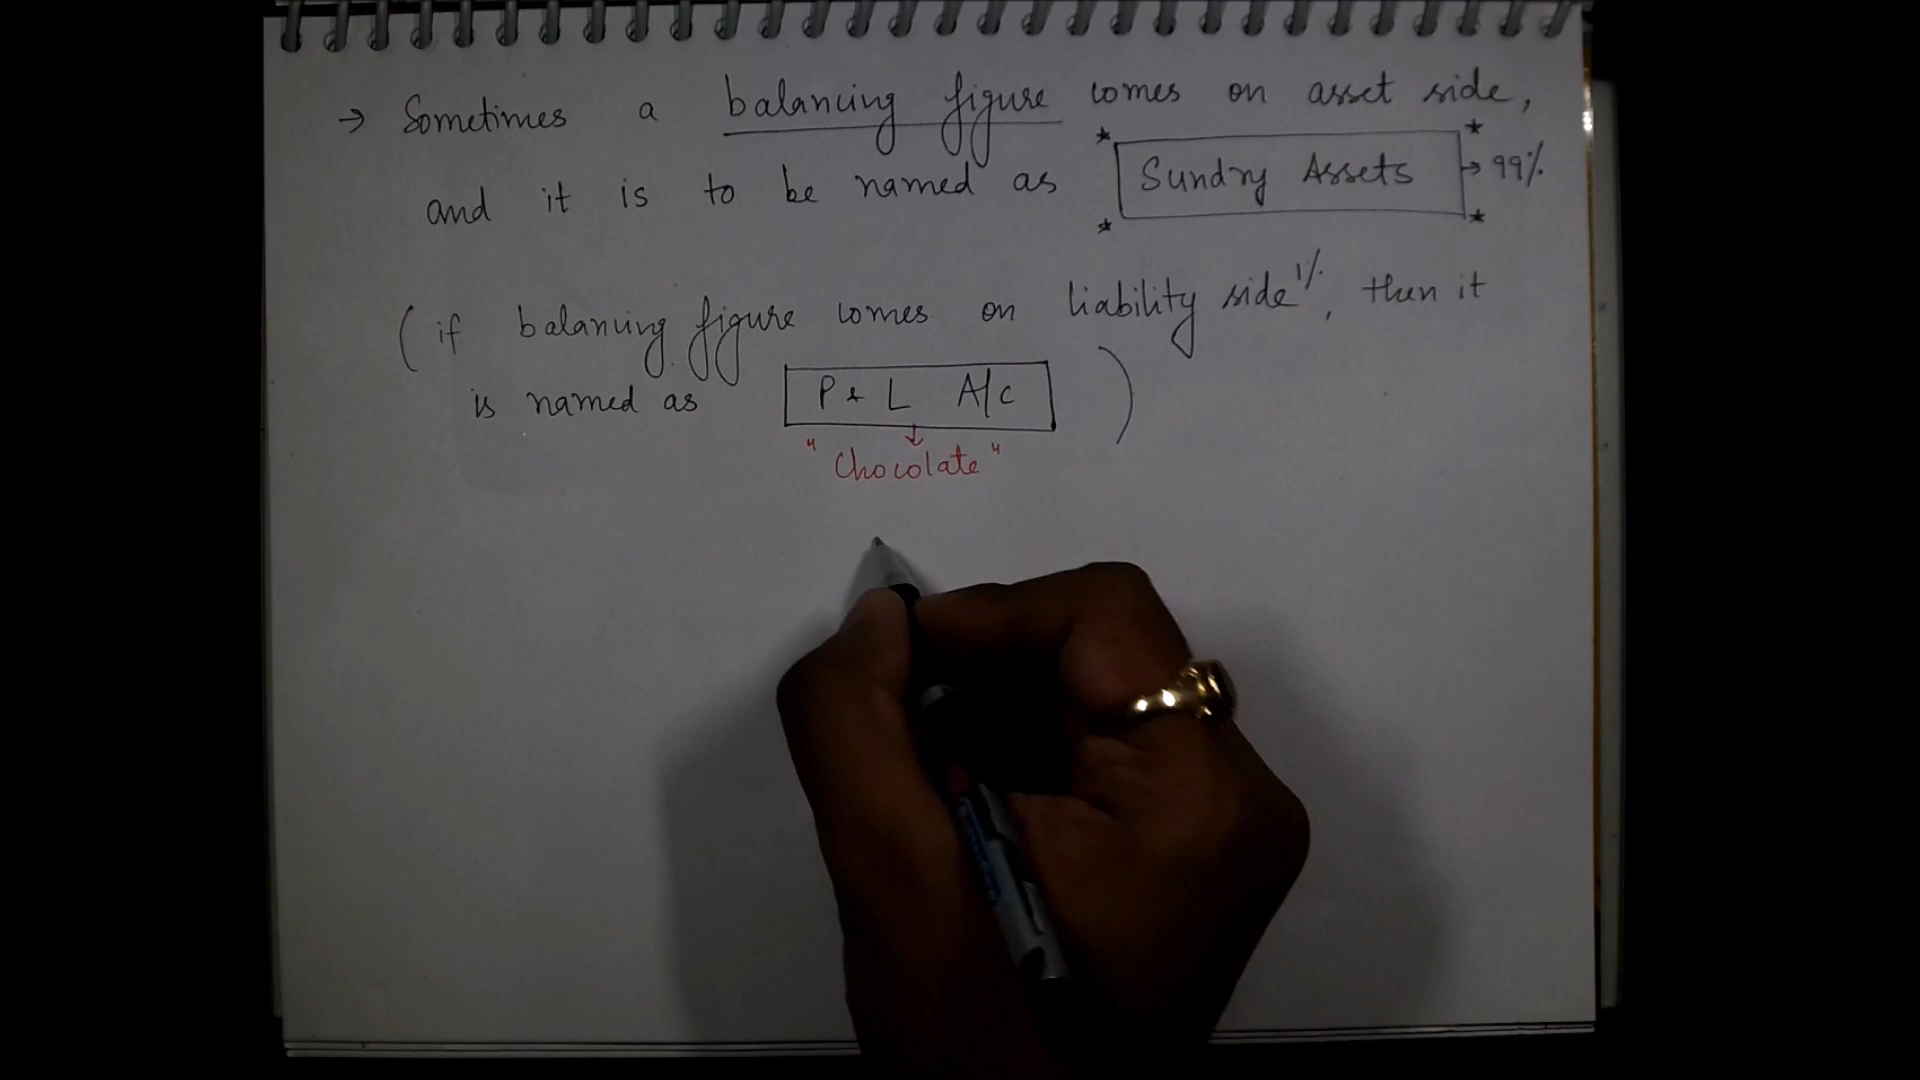 → Sometimes a balancing figure comes on asset side,
and it is to be named as Sundry Assets → 99%
(if balancing figure comes on liability side 1%, then it
is named as P & L A/c )
"Chocolate"